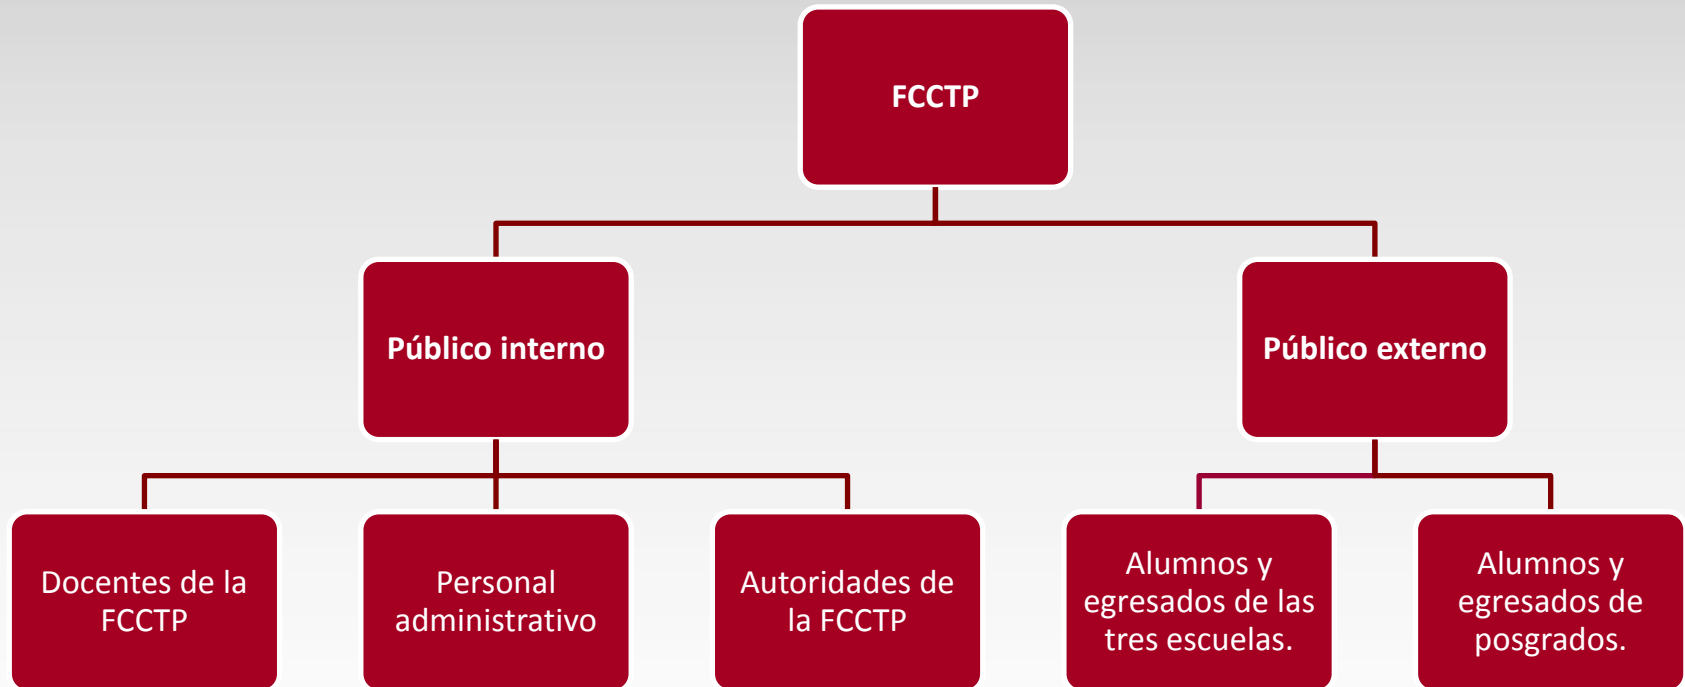 FCCTP
Público interno
Público externo
Docentes de la
FCCTP
Personal
administrativo
Autoridades de
la FCCTP
Alumnos y
egresados de las
tres escuelas.
Alumnos y
egresados de
posgrados.